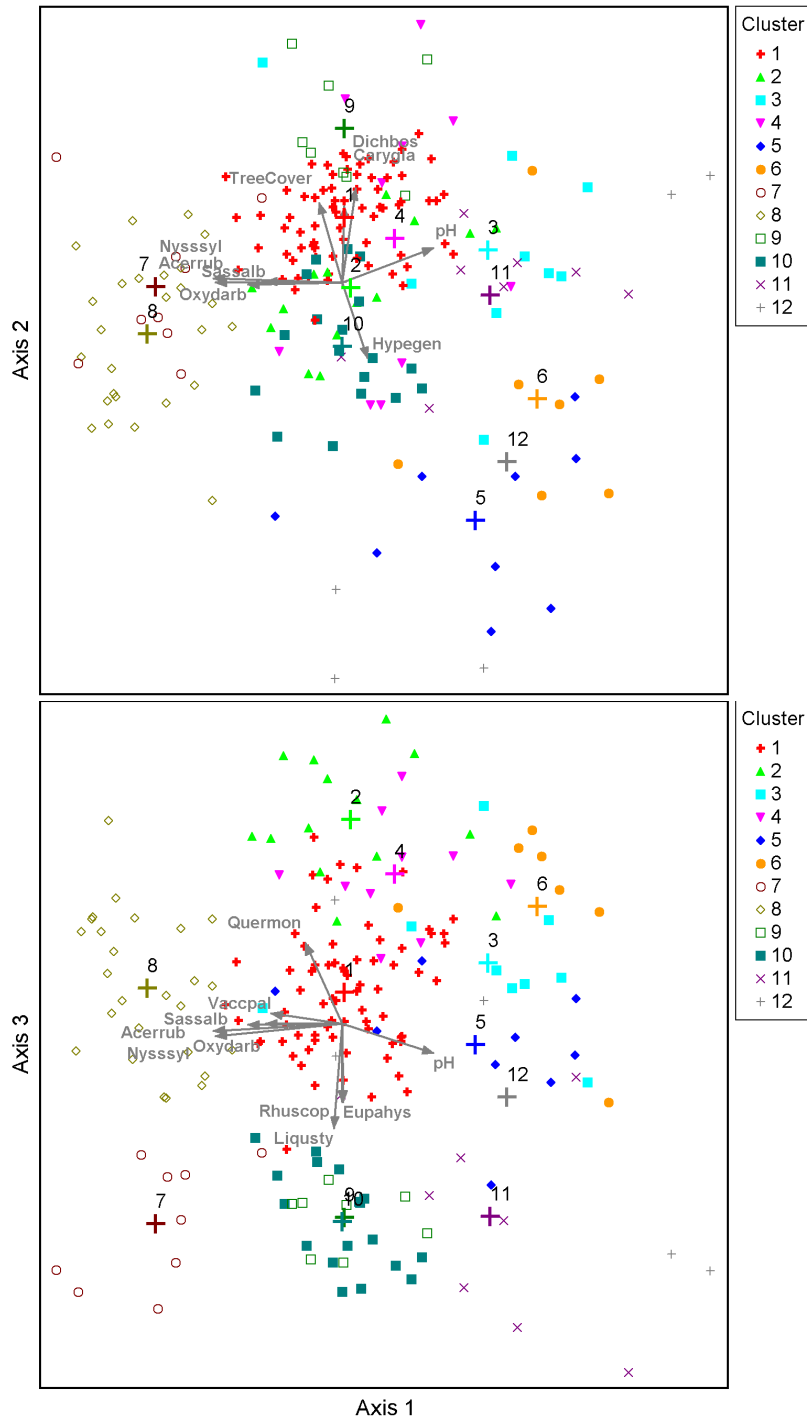 Cluster
1
2
3
4
5
6
7
8
9
10
11
12
Axis 2
9
Dichbos
Carygla
TreeCover
1
4
pH
3
Nysssyl
Acerrub
Sassalb
Oxydarb
7
2
11
8
10
Hypegen
6
12
5
Cluster
1
2
3
4
5
6
7
8
9
10
11
12
Axis 3
2
4
6
Quermon
3
8
1
Vaccpal
Sassalb
Acerrub
Oxydarb
Nysssyl
5
pH
12
Rhuscop
Eupahys
Liqusty
7
9
10
11
Axis 1